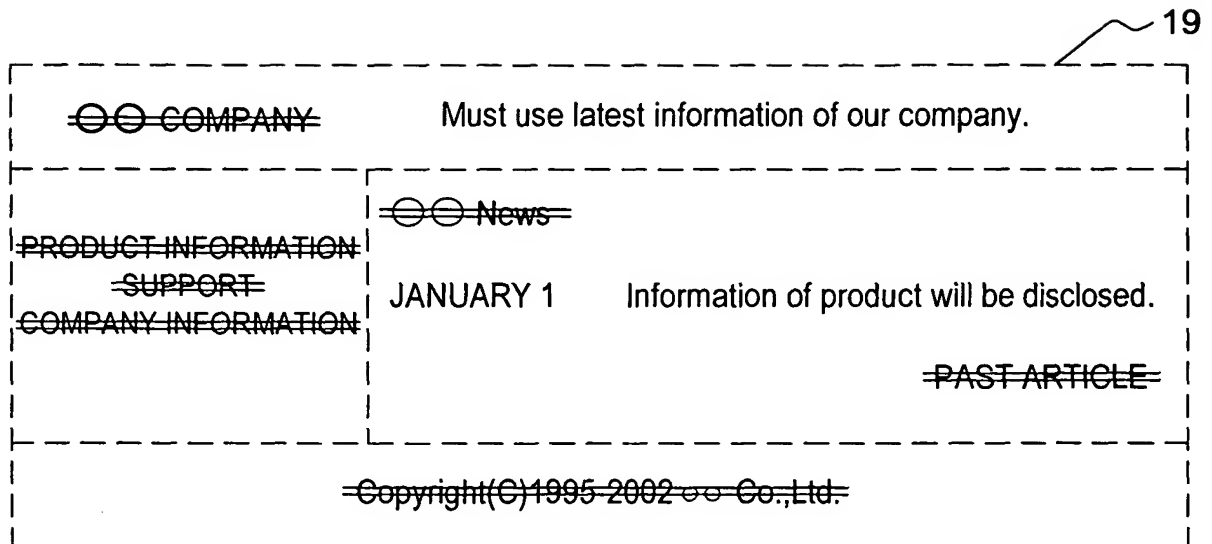 19
○○ COMPANY Must use latest information of our company.
○○ News
PRODUCT INFORMATION
SUPPORT
COMPANY INFORMATION
JANUARY 1 Information of product will be disclosed.
PAST ARTICLE
Copyright(C)1995-2002 ○○ Co.,Ltd.